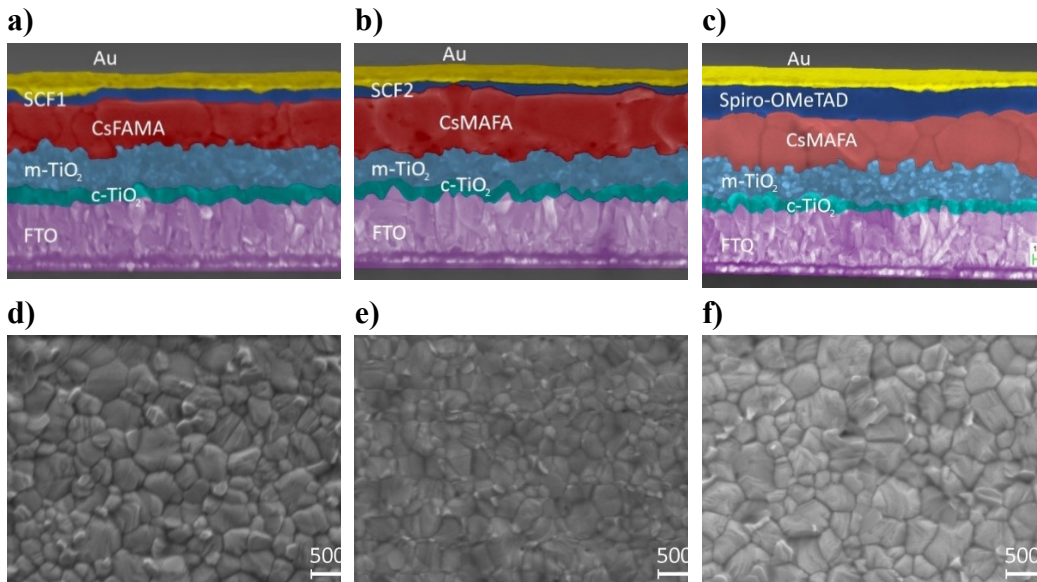 a)
b)
c)
Au
SCF1
CsFAMA
m-TiO₂
c-TiO₂
FTO
Au
SCF2
CsMAFA
m-TiO₂
c-TiO₂
FTO
Au
Spiro-OMeTAD
CsMAFA
m-TiO₂
c-TiO₂
FTO
d)
e)
f)
500
500
500